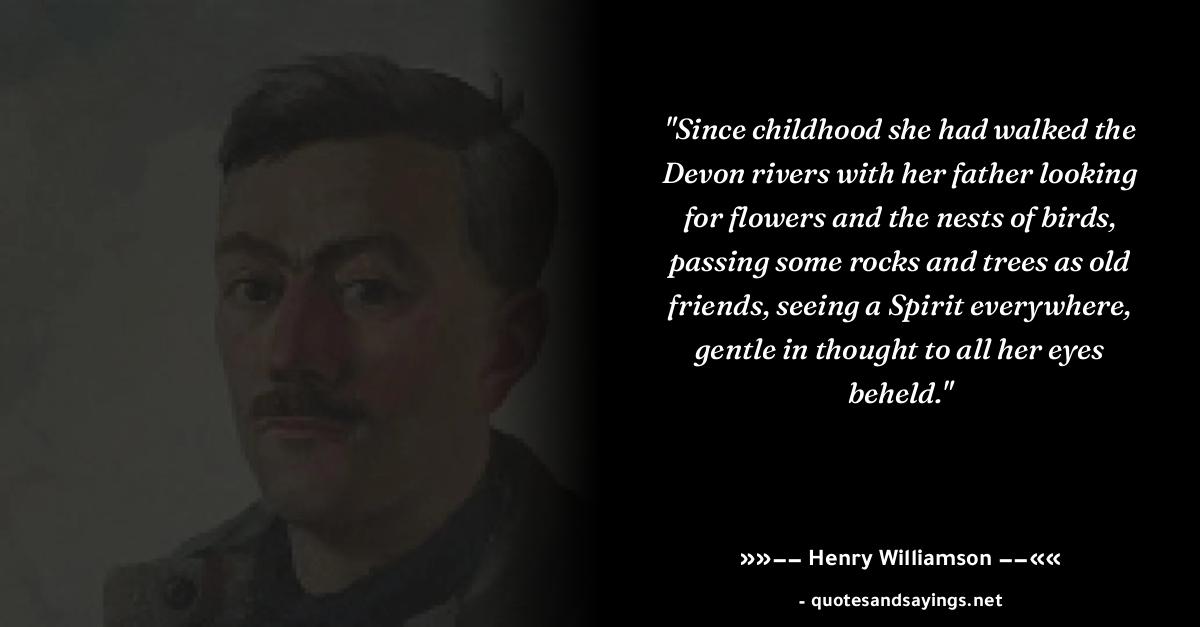 "Since childhood she had walked the
Devon rivers with her father looking
for flowers and the nests of birds,
passing some rocks and trees as old
friends, seeing a Spirit everywhere,
gentle in thought to all her eyes
beheld."
»»−− Henry Williamson −−««
- quotesandsayings.net